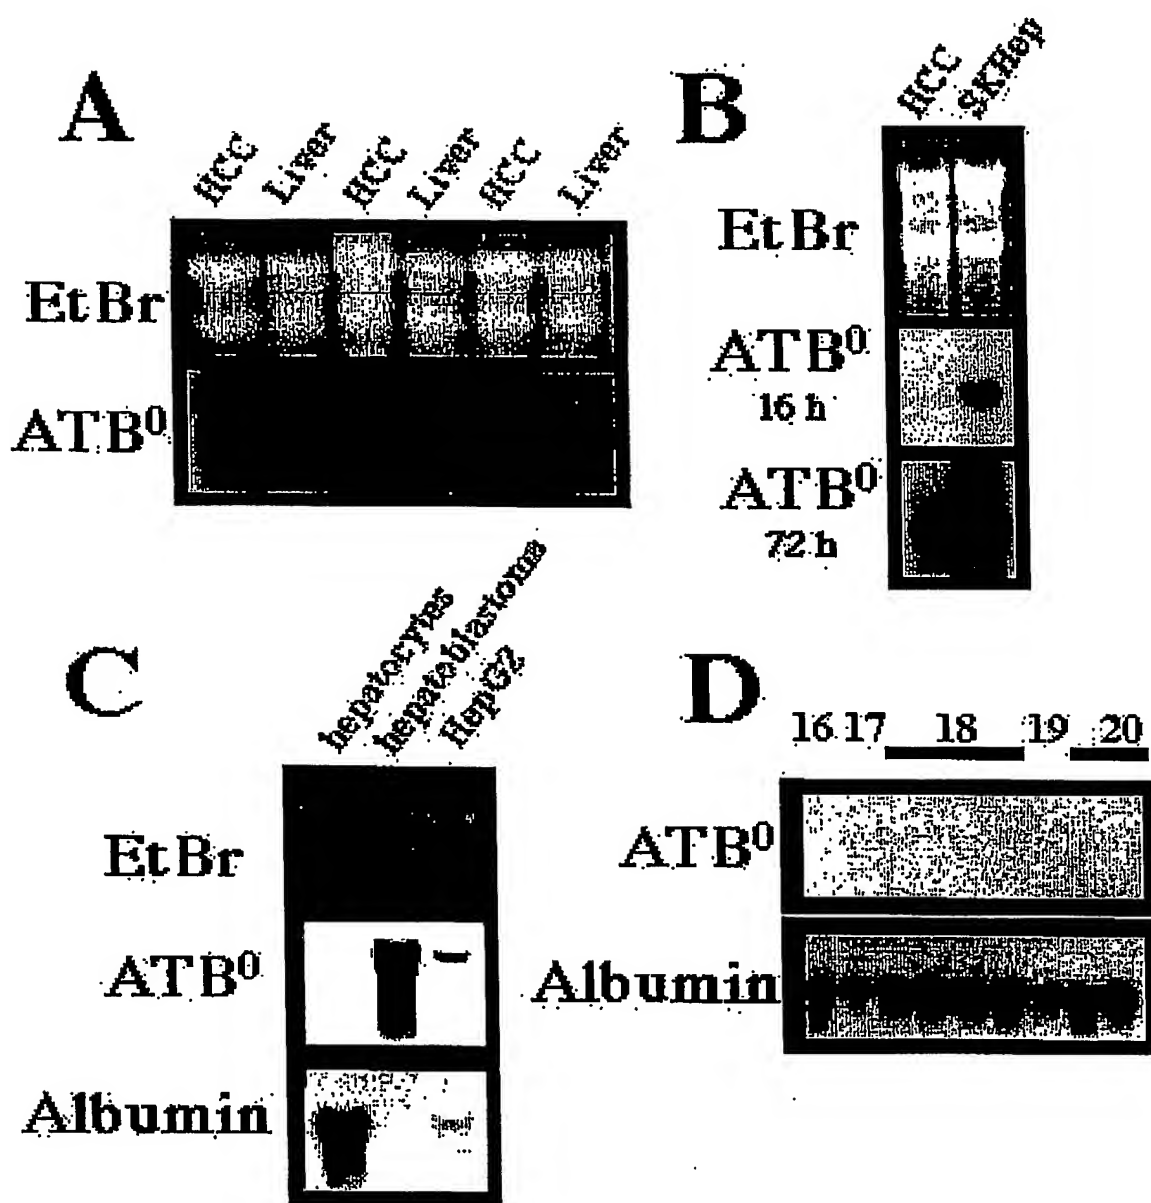 A
HCC Liver HCC Liver HCC Liver
EtBr
ATB⁰
B
HCC SKHep
EtBr
ATB⁰
16 h
ATB⁰
72 h
C
hepatocytes hepatoblastoma HepG2
EtBr
ATB⁰
Albumin
D
16 17 18 19 20
ATB⁰
Albumin